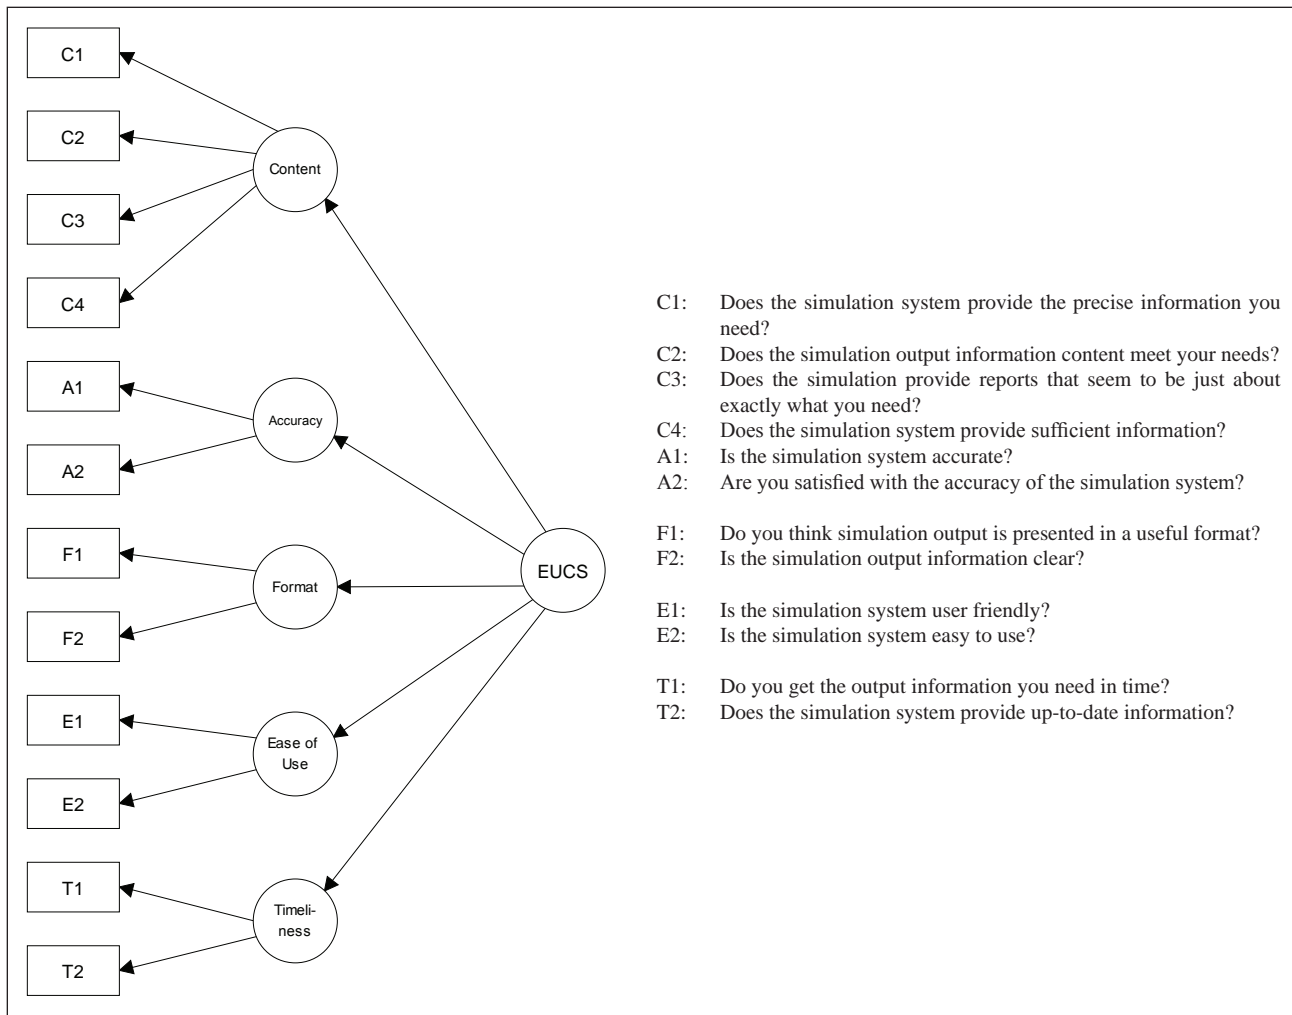 C1
C2
C3
C4
A1
A2
F1
F2
E1
E2
T1
T2
Content
Accuracy
Format
Ease of
Use
Timeli-
ness
EUCS
C1: Does the simulation system provide the precise information you
need?
C2: Does the simulation output information content meet your needs?
C3: Does the simulation provide reports that seem to be just about
exactly what you need?
C4: Does the simulation system provide sufficient information?
A1: Is the simulation system accurate?
A2: Are you satisfied with the accuracy of the simulation system?
F1: Do you think simulation output is presented in a useful format?
F2: Is the simulation output information clear?
E1: Is the simulation system user friendly?
E2: Is the simulation system easy to use?
T1: Do you get the output information you need in time?
T2: Does the simulation system provide up-to-date information?